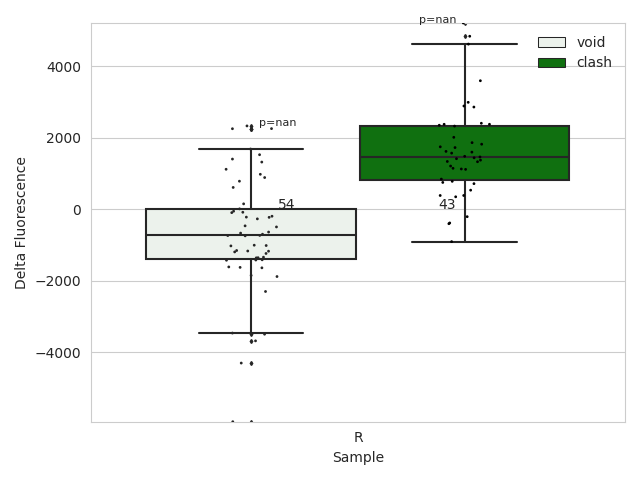 p=nan
void
clash
4000
2000
p=nan
0
54
43
−2000
−4000
Delta Fluorescence
R
Sample